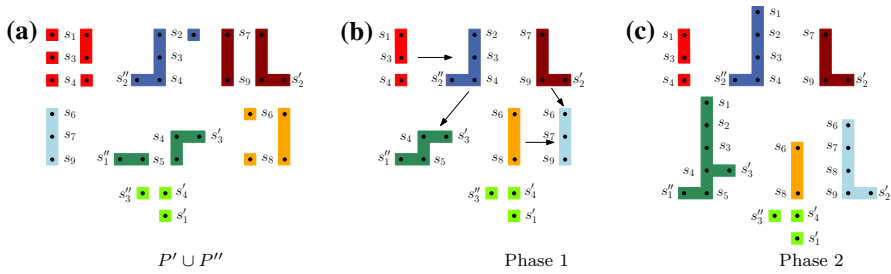 (a) s₁ s₂ s₇ (b) s₁ s₂ s₇ (c) s₁ s₁ s₇
s₃ s₃ s₃ s₃ s₂
s₃
s₄ s₂″ s₄ s₉ s₂′ s₄ s₂″ s₄ s₉ s₂′ s₄ s₂″ s₄ s₉ s₂′
s₁
s₆ s₆ s₆ s₆ s₂ s₆
s₇ s₄ s₃′ s₄ s₃′ s₇ s₃ s₆ s₇
s₄ s₃′ s₈
s₉ s₁″ s₅ s₈ s₁″ s₅ s₈ s₉
s₃″ s₄′ s₃″ s₄′ s₁″ s₅ s₈ s₉ s₂′
s₁′ s₁′ s₃″ s₄′
s₁′
P′ ∪ P″ Phase 1 Phase 2